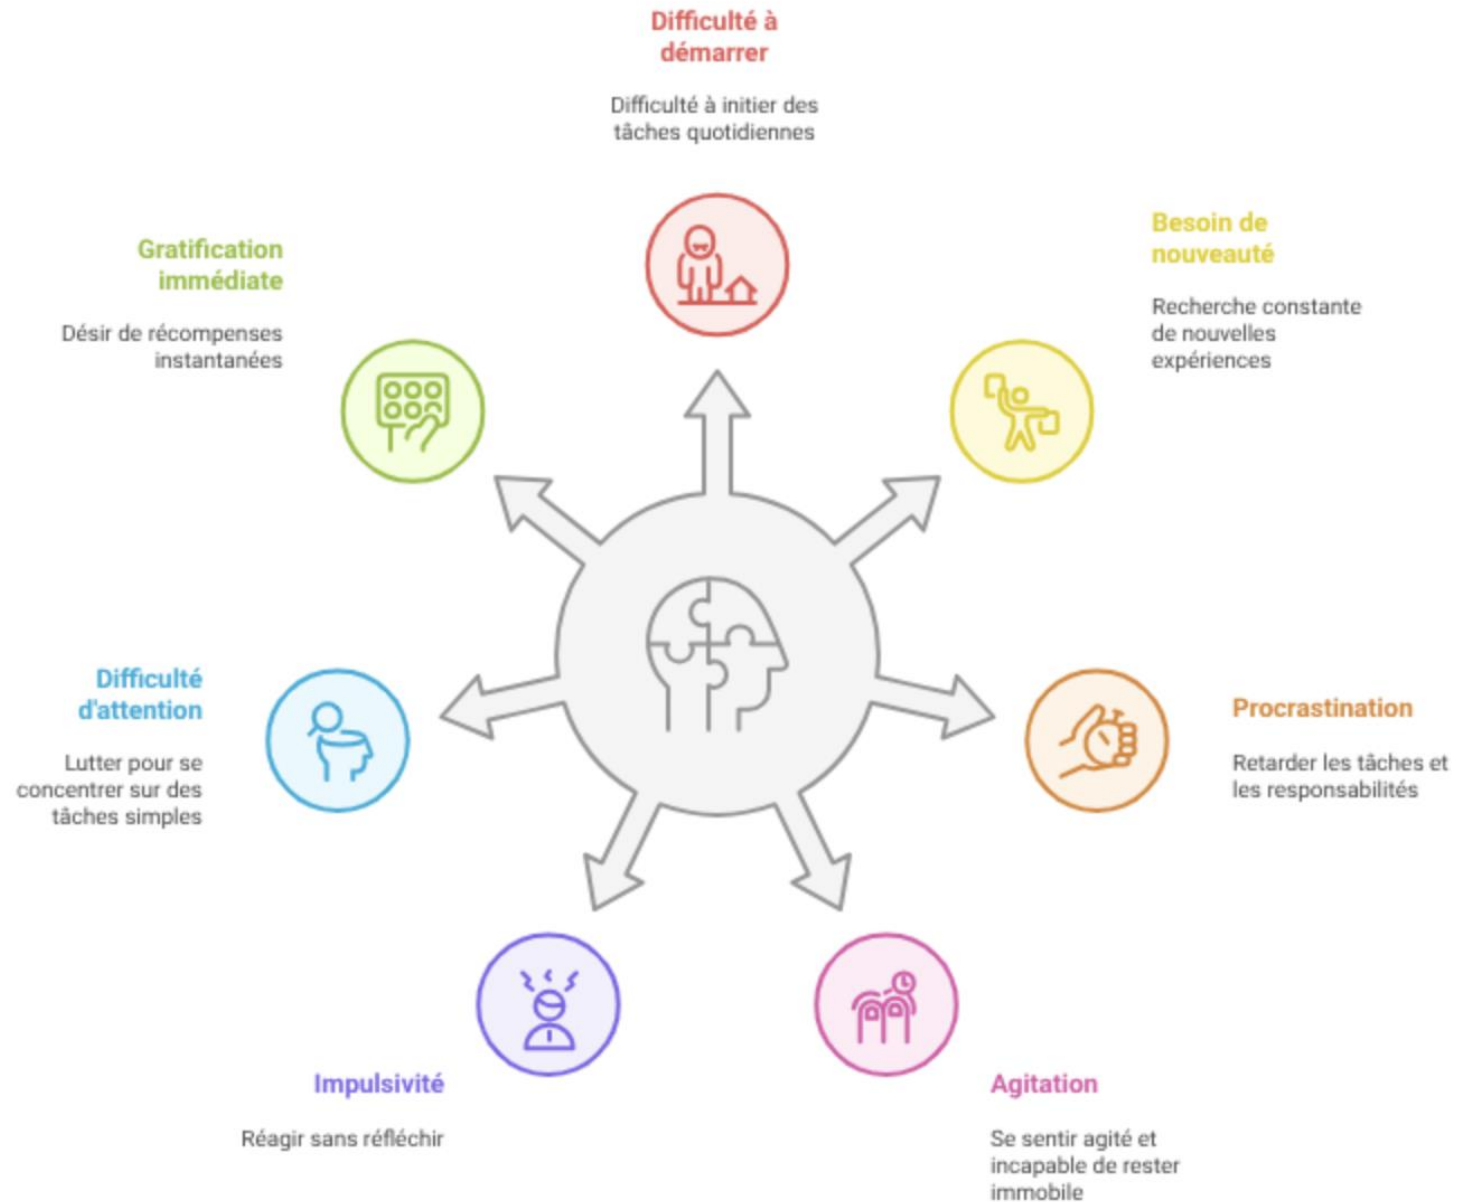 Difficulté à
démarrer
Difficulté à initier des
tâches quotidiennes
Besoin de
nouveauté
Recherche constante
de nouvelles
expériences
Procrastination
Retarder les tâches et
les responsabilités
Agitation
Se sentir agité et
incapable de rester
immobile
Impulsivité
Réagir sans réfléchir
Difficulté
d'attention
Lutter pour se
concentrer sur des
tâches simples
Gratification
immédiate
Désir de récompenses
instantanées